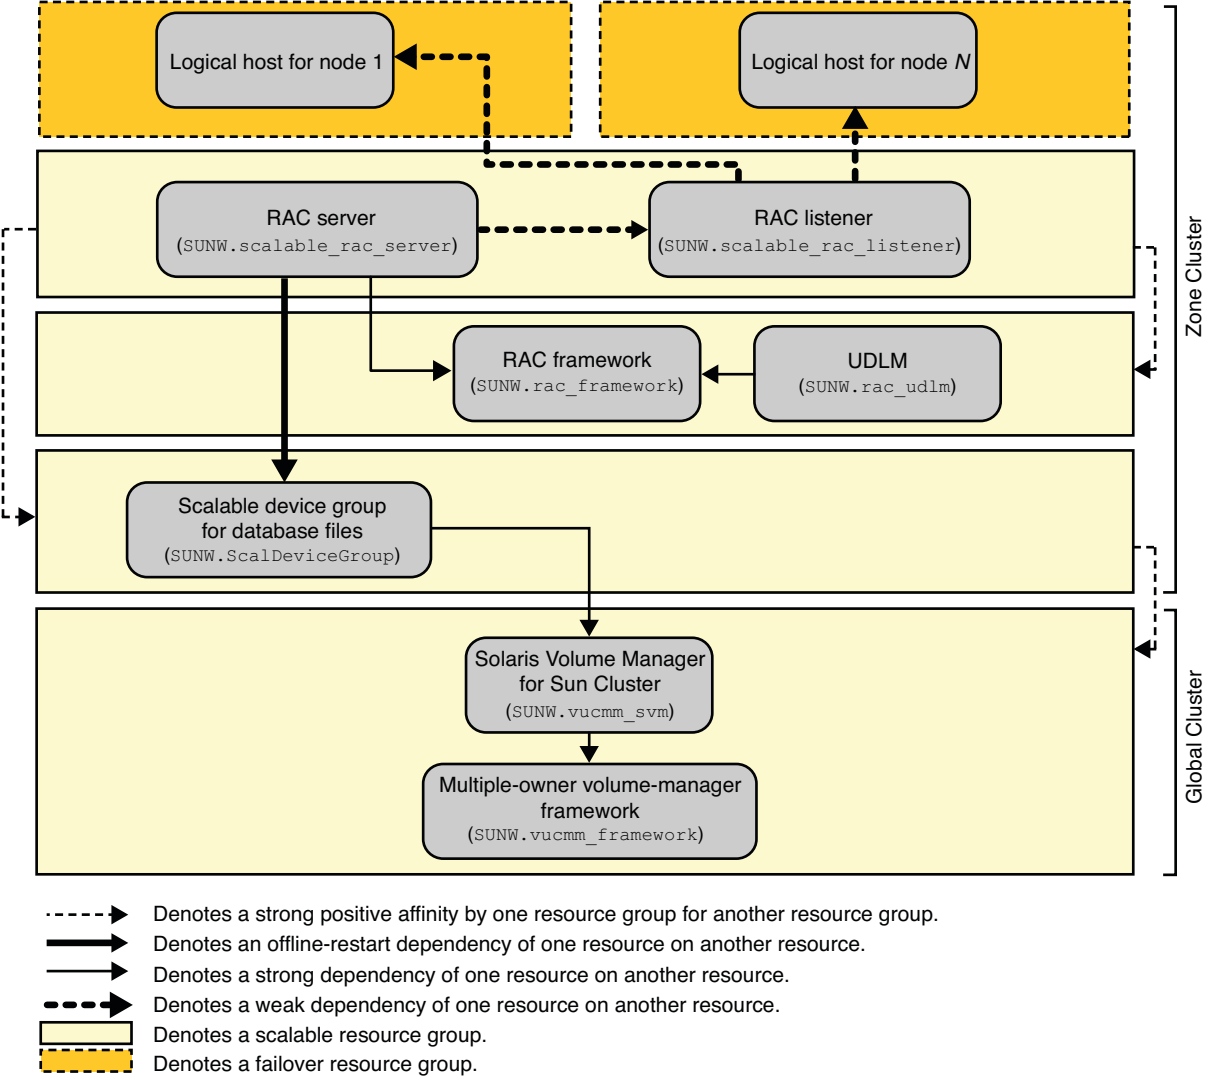 Logical host for node 1
Logical host for node N
RAC server
(SUNW.scalable_rac_server)
RAC listener
(SUNW.scalable_rac_listener)
Zone Cluster
RAC framework
(SUNW.rac_framework)
UDLM
(SUNW.rac_udlm)
Scalable device group
for database files
(SUNW.ScalDeviceGroup)
Solaris Volume Manager
for Sun Cluster
(SUNW.vucmm_svm)
Global Cluster
Multiple-owner volume-manager
framework
(SUNW.vucmm_framework)
Denotes a strong positive affinity by one resource group for another resource group.
Denotes an offline-restart dependency of one resource on another resource.
Denotes a strong dependency of one resource on another resource.
Denotes a weak dependency of one resource on another resource.
Denotes a scalable resource group.
Denotes a failover resource group.